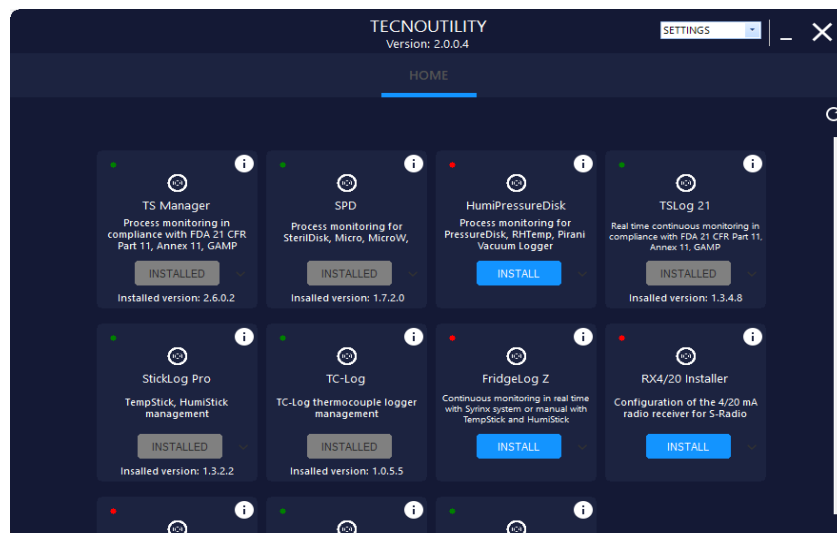 TECNOUTILITY
Version: 2.0.0.4
SETTINGS
HOME
TS Manager
Process monitoring in
compliance with FDA 21 CFR
Part 11, Annex 11, GAMP
INSTALLED
Installed version: 2.6.0.2
SPD
Process monitoring for
SterilDisk, Micro, MicroW,
INSTALLED
Insalled version: 1.7.2.0
HumiPressureDisk
Process monitoring for
PressureDisk, RHTemp, Pirani
Vacuum Logger
INSTALL
TSLog 21
Real time continuous monitoring in
compliance with FDA 21 CFR Part 11,
Annex 11, GAMP
INSTALLED
Insalled version: 1.3.4.8
StickLog Pro
TempStick, HumiStick
management
INSTALLED
Insalled version: 1.3.2.2
TC-Log
TC-Log thermocouple logger
management
INSTALLED
Insalled version: 1.0.5.5
FridgeLog Z
Continuous monitoring in real time
with Syrinx system or manual with
TempStick and HumiStick
INSTALL
RX4/20 Installer
Configuration of the 4/20 mA
radio receiver for S-Radio
INSTALL